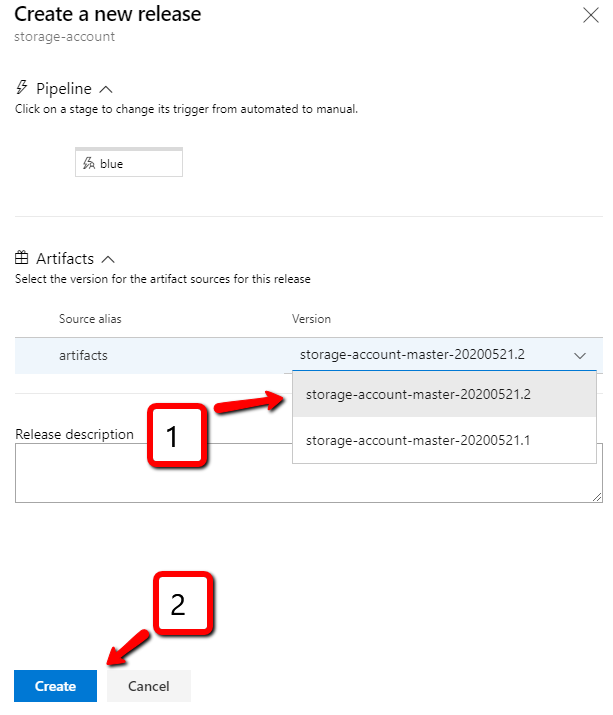 Create a new release
storage-account
Pipeline
Click on a stage to change its trigger from automated to manual.
blue
Artifacts
Select the version for the artifact sources for this release
Source alias Version
artifacts storage-account-master-20200521.2
storage-account-master-20200521.2
storage-account-master-20200521.1
Release description
1
2
Create Cancel